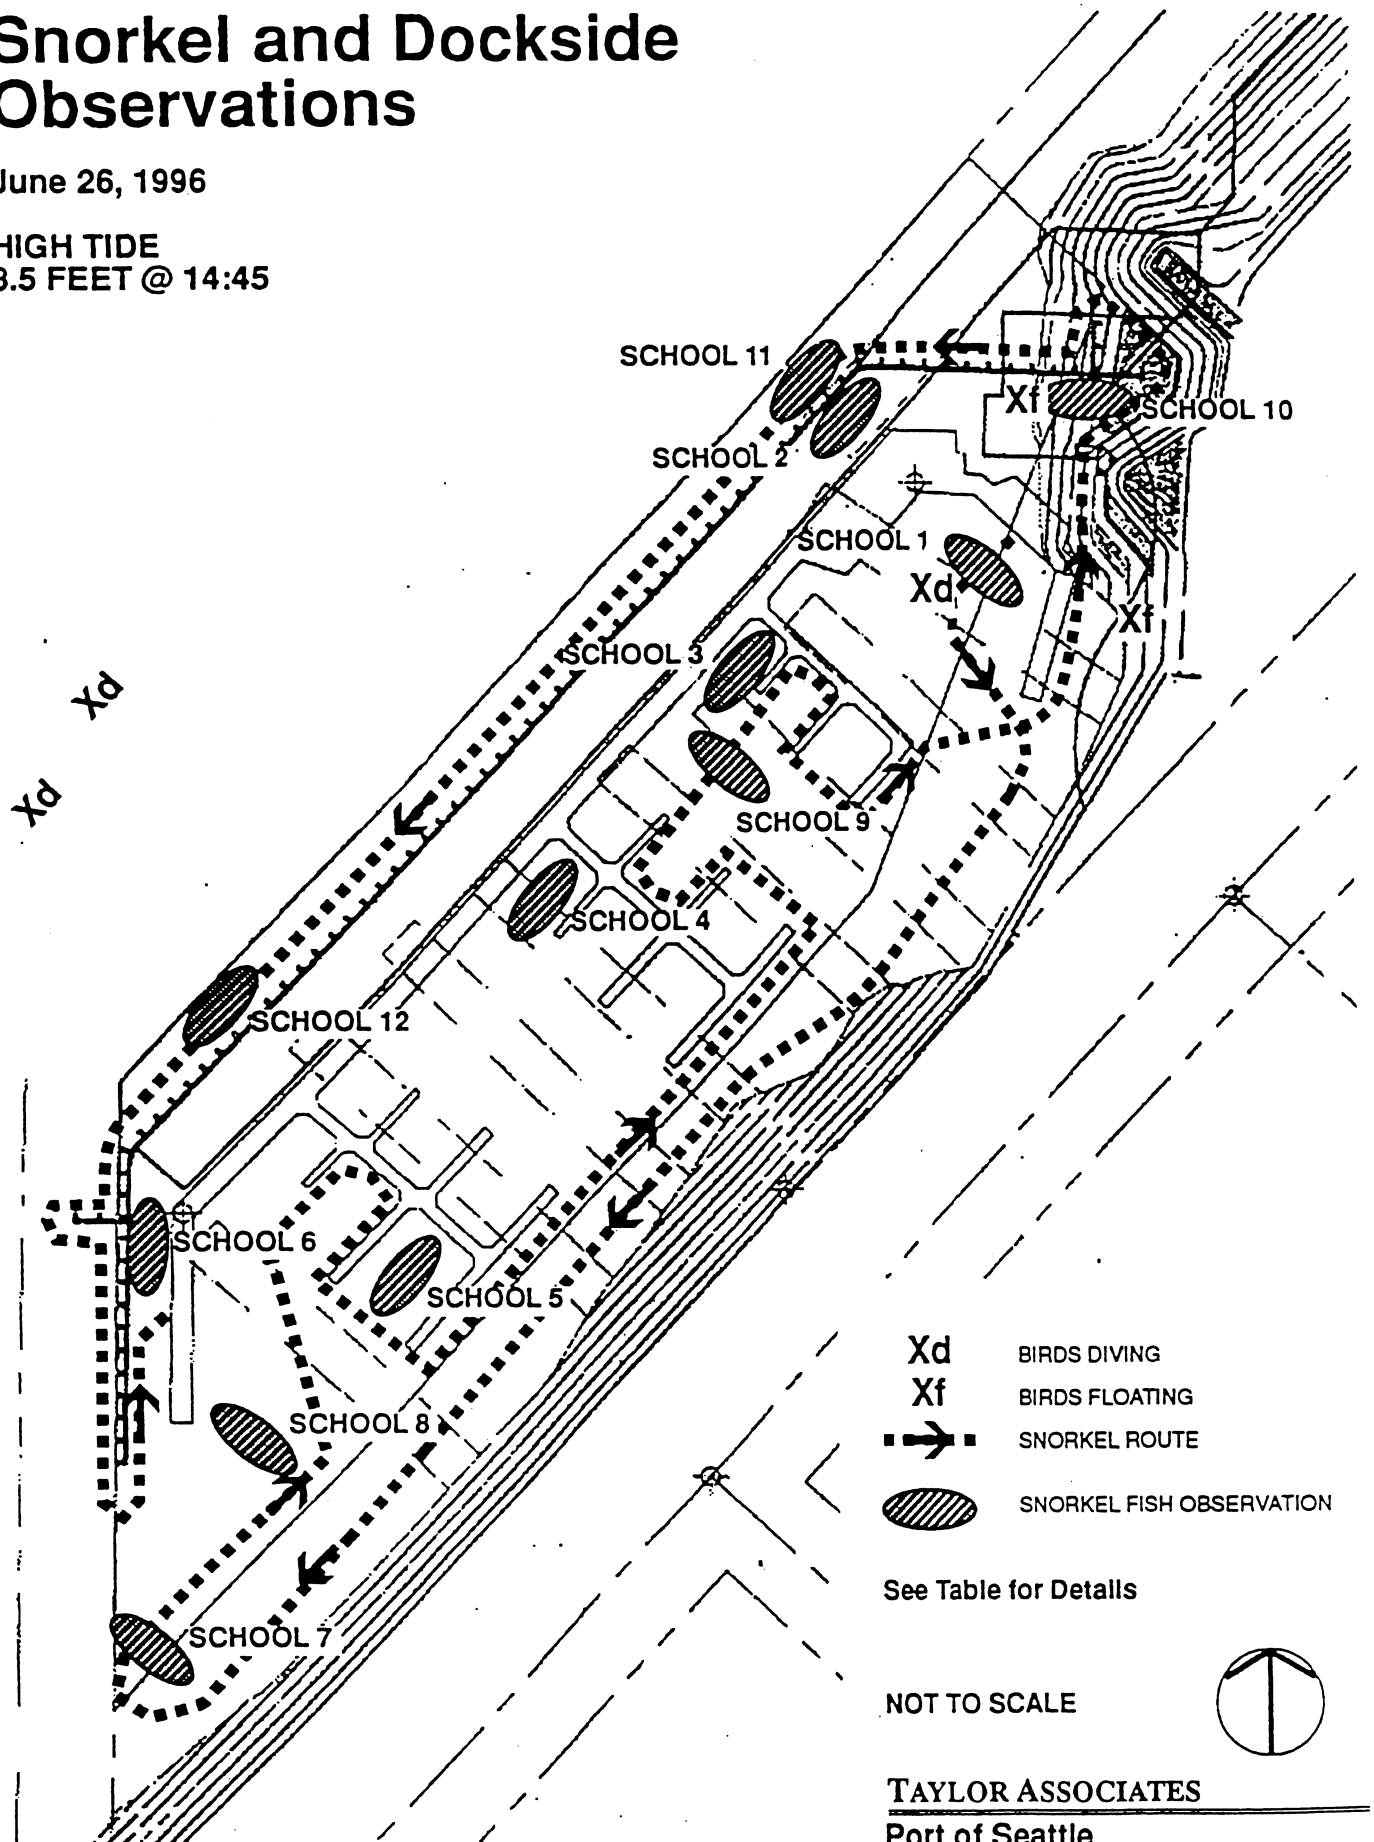 Snorkel and Dockside
Observations
June 26, 1996
HIGH TIDE
8.5 FEET @ 14:45
SCHOOL 11
Xf
SCHOOL 10
SCHOOL 2
SCHOOL 1
Xd
Xf
SCHOOL 3
Xd
Xd
SCHOOL 9
SCHOOL 4
SCHOOL 12
SCHOOL 6
SCHOOL 5
SCHOOL 8
SCHOOL 7
Xd BIRDS DIVING
Xf BIRDS FLOATING
SNORKEL ROUTE
SNORKEL FISH OBSERVATION
See Table for Details
NOT TO SCALE
TAYLOR ASSOCIATES
Port of Seattle